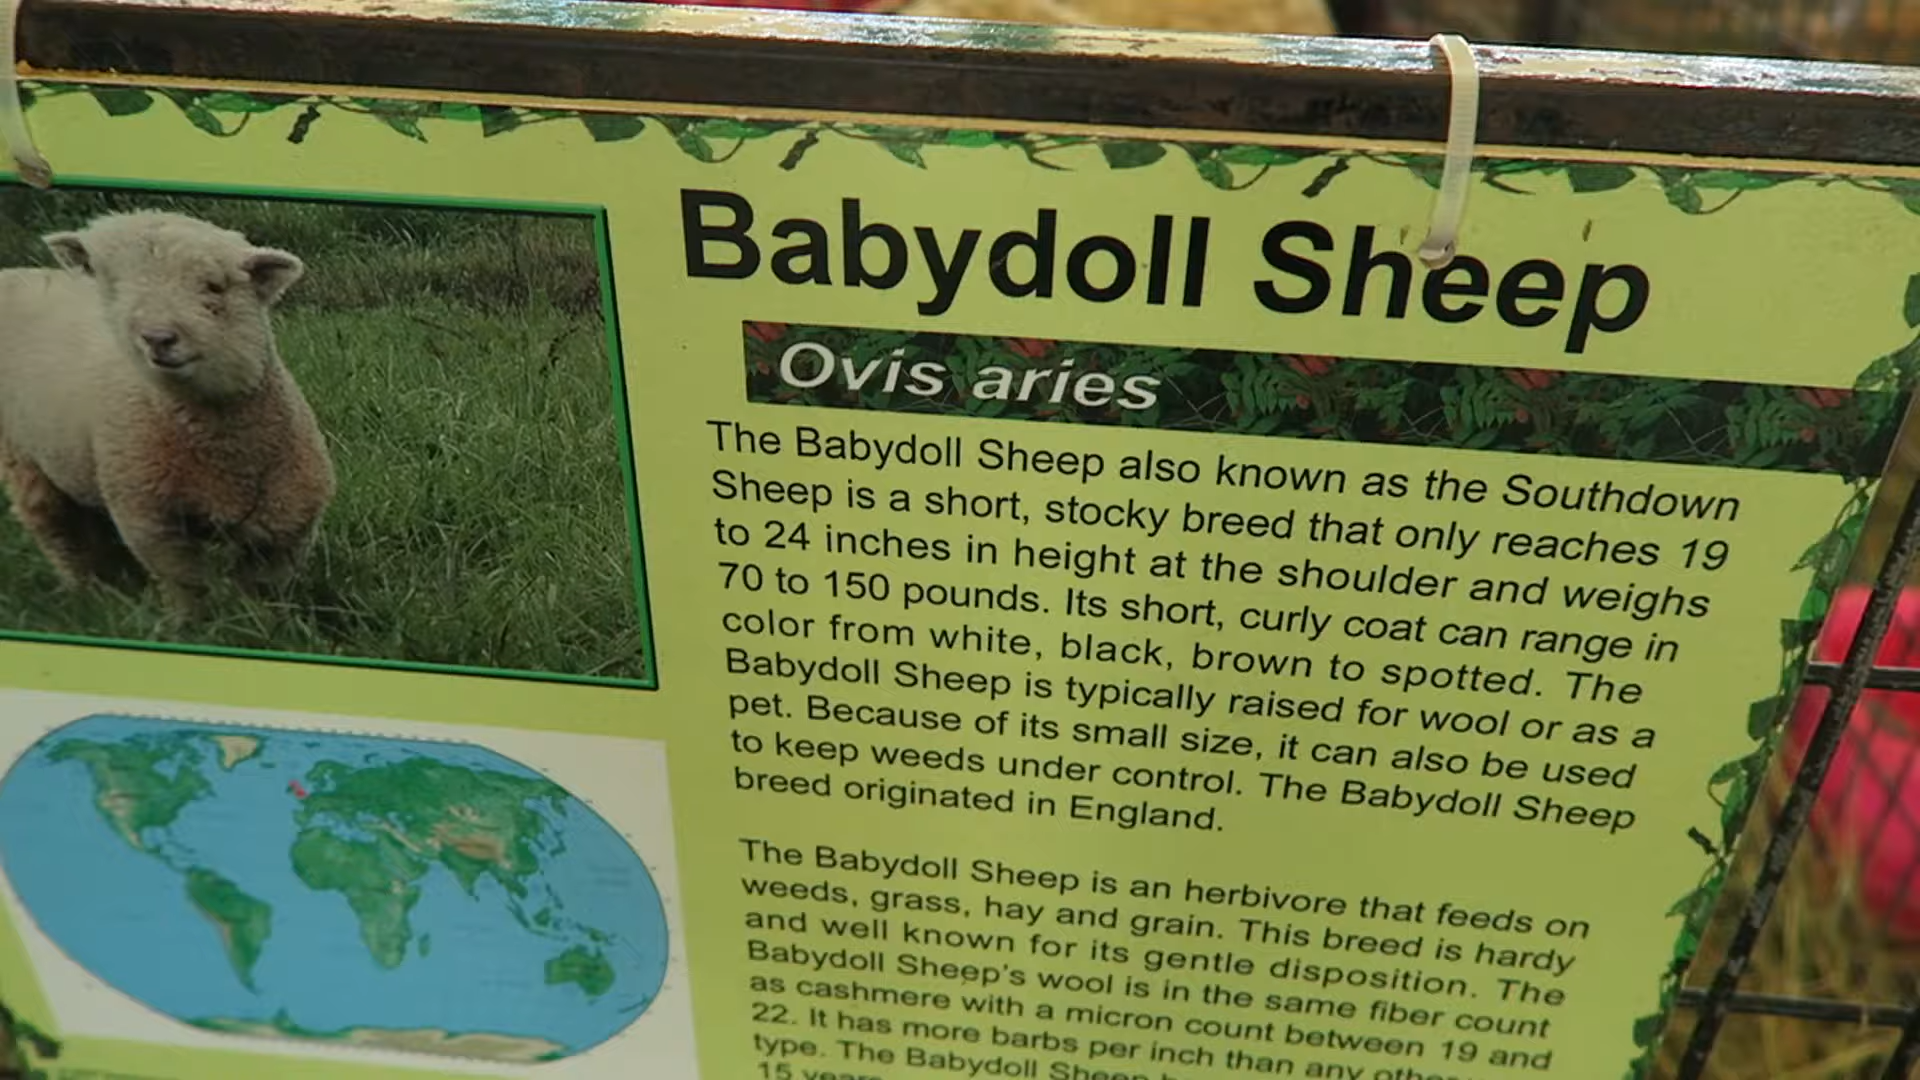 Babydoll Sheep
Ovis aries
The Babydoll Sheep also known as the Southdown
Sheep is a short, stocky breed that only reaches 19
to 24 inches in height at the shoulder and weighs
70 to 150 pounds. Its short, curly coat can range in
color from white, black, brown to spotted. The
Babydoll Sheep is typically raised for wool or as a
pet. Because of its small size, it can also be used
to keep weeds under control. The Babydoll Sheep
breed originated in England.
The Babydoll Sheep is an herbivore that feeds on
weeds, grass, hay and grain. This breed is hardy
and well known for its gentle disposition. The
Babydoll Sheep's wool is in the same fiber count
as cashmere with a micron count between 19 and
22. It has more barbs per inch than any other
type. The Babydoll Sheep
15 years